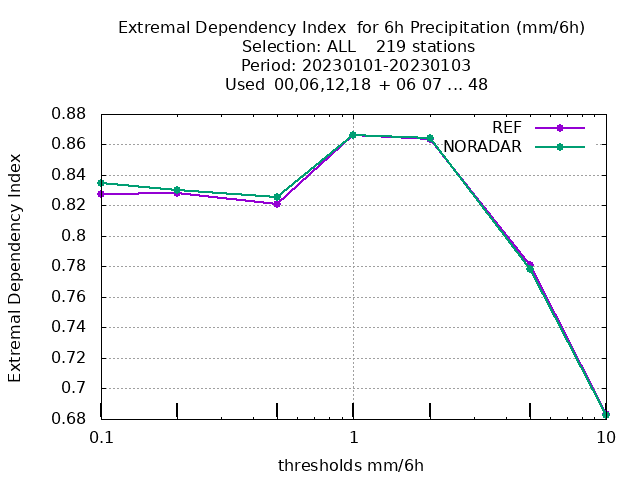 Extremal Dependency Index  for 6h Precipitation (mm/6h)
Selection: ALL    219 stations
Period: 20230101-20230103
Used  00,06,12,18  + 06 07 ... 48
REF
NORADAR
Extremal Dependency Index
0.88
0.86
0.84
0.82
0.8
0.78
0.76
0.74
0.72
0.7
0.68
0.1
1
10
thresholds mm/6h